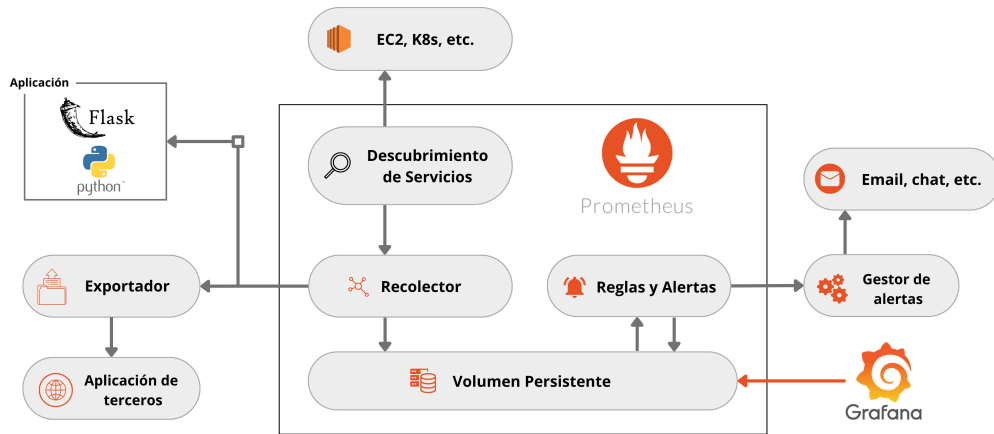 EC2, K8s, etc.
Aplicación
Flask
python
Descubrimiento
de Servicios
Prometheus
Email, chat, etc.
Exportador
Recolector
Reglas y Alertas
Gestor de
alertas
Aplicación de
terceros
Volumen Persistente
Grafana